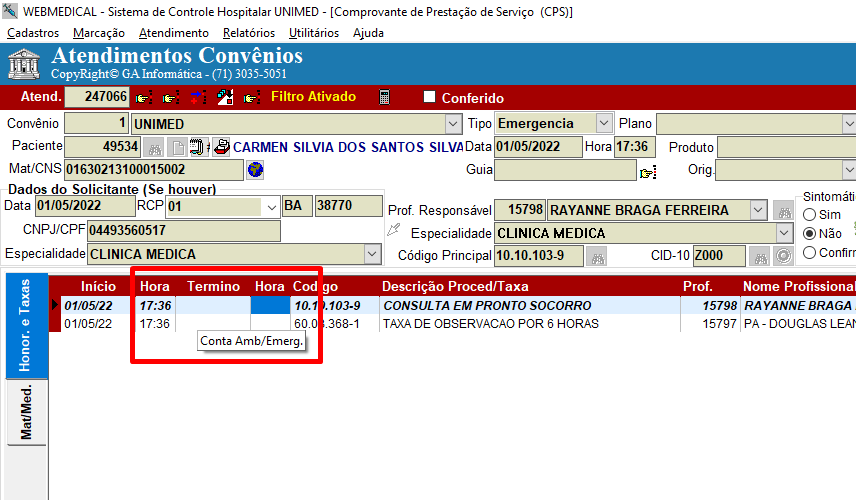 WEBMEDICAL - Sistema de Controle Hospitalar UNIMED - [Comprovante de Prestação de Serviço (CPS)]
Cadastros Marcação Atendimento Relatórios Utilitários Ajuda
Atendimentos Convênios
CopyRight© GA Informática - (71) 3035-5051
Atend. 247066 Filtro Ativado Conferido
Convênio 1 UNIMED Tipo Emergencia Plano
Paciente 49534 CARMEN SILVIA DOS SANTOS SILVA Data 01/05/2022 Hora 17:36 Produto
Mat/CNS 01630213100015002 Guia Orig.
Dados do Solicitante (Se houver)
Data 01/05/2022 RCP 01 BA 38770 Prof. Responsável 15798 RAYANNE BRAGA FERREIRA
CNPJ/CPF 04493560517 Especialidade CLINICA MEDICA
Especialidade CLINICA MEDICA Código Principal 10.10.103-9 CID-10 Z000
Sintomáti
Sim
Não
Confirr
Honor. e Taxas
Mat/Med.
Início Hora Termino Hora Codigo Descrição Proced/Taxa Prof. Nome Profissional
01/05/22 17:36 10.10.103-9 CONSULTA EM PRONTO SOCORRO 15798 RAYANNE BRAGA
01/05/22 17:36 60.03.368-1 TAXA DE OBSERVACAO POR 6 HORAS 15797 PA - DOUGLAS LEAN
Conta Amb/Emerg.